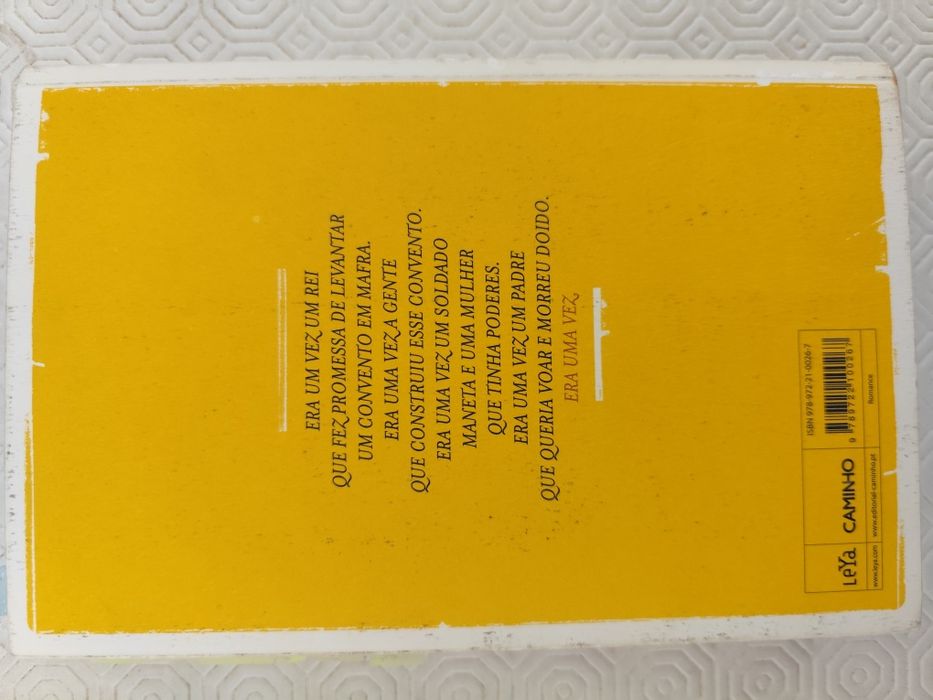 ERA UM VEZ UM REI
QUE FEZ PROMESSA DE LEVANTAR
UM CONVENTO EM MAFRA.
ERA UMA VEZ A GENTE
QUE CONSTRUIU ESSE CONVENTO.
ERA UMA VEZ UM SOLDADO
MANETA E UMA MULHER
QUE TINHA PODERES.
ERA UMA VEZ UM PADRE
QUE QUERIA VOAR E MORREU DOIDO.
ERA UMA VEZ
LeYa
CAMINHO
ISBN 978-972-21-0026-7
9 789722 100267
www.leya.com
www.editorial-caminho.pt
Romance